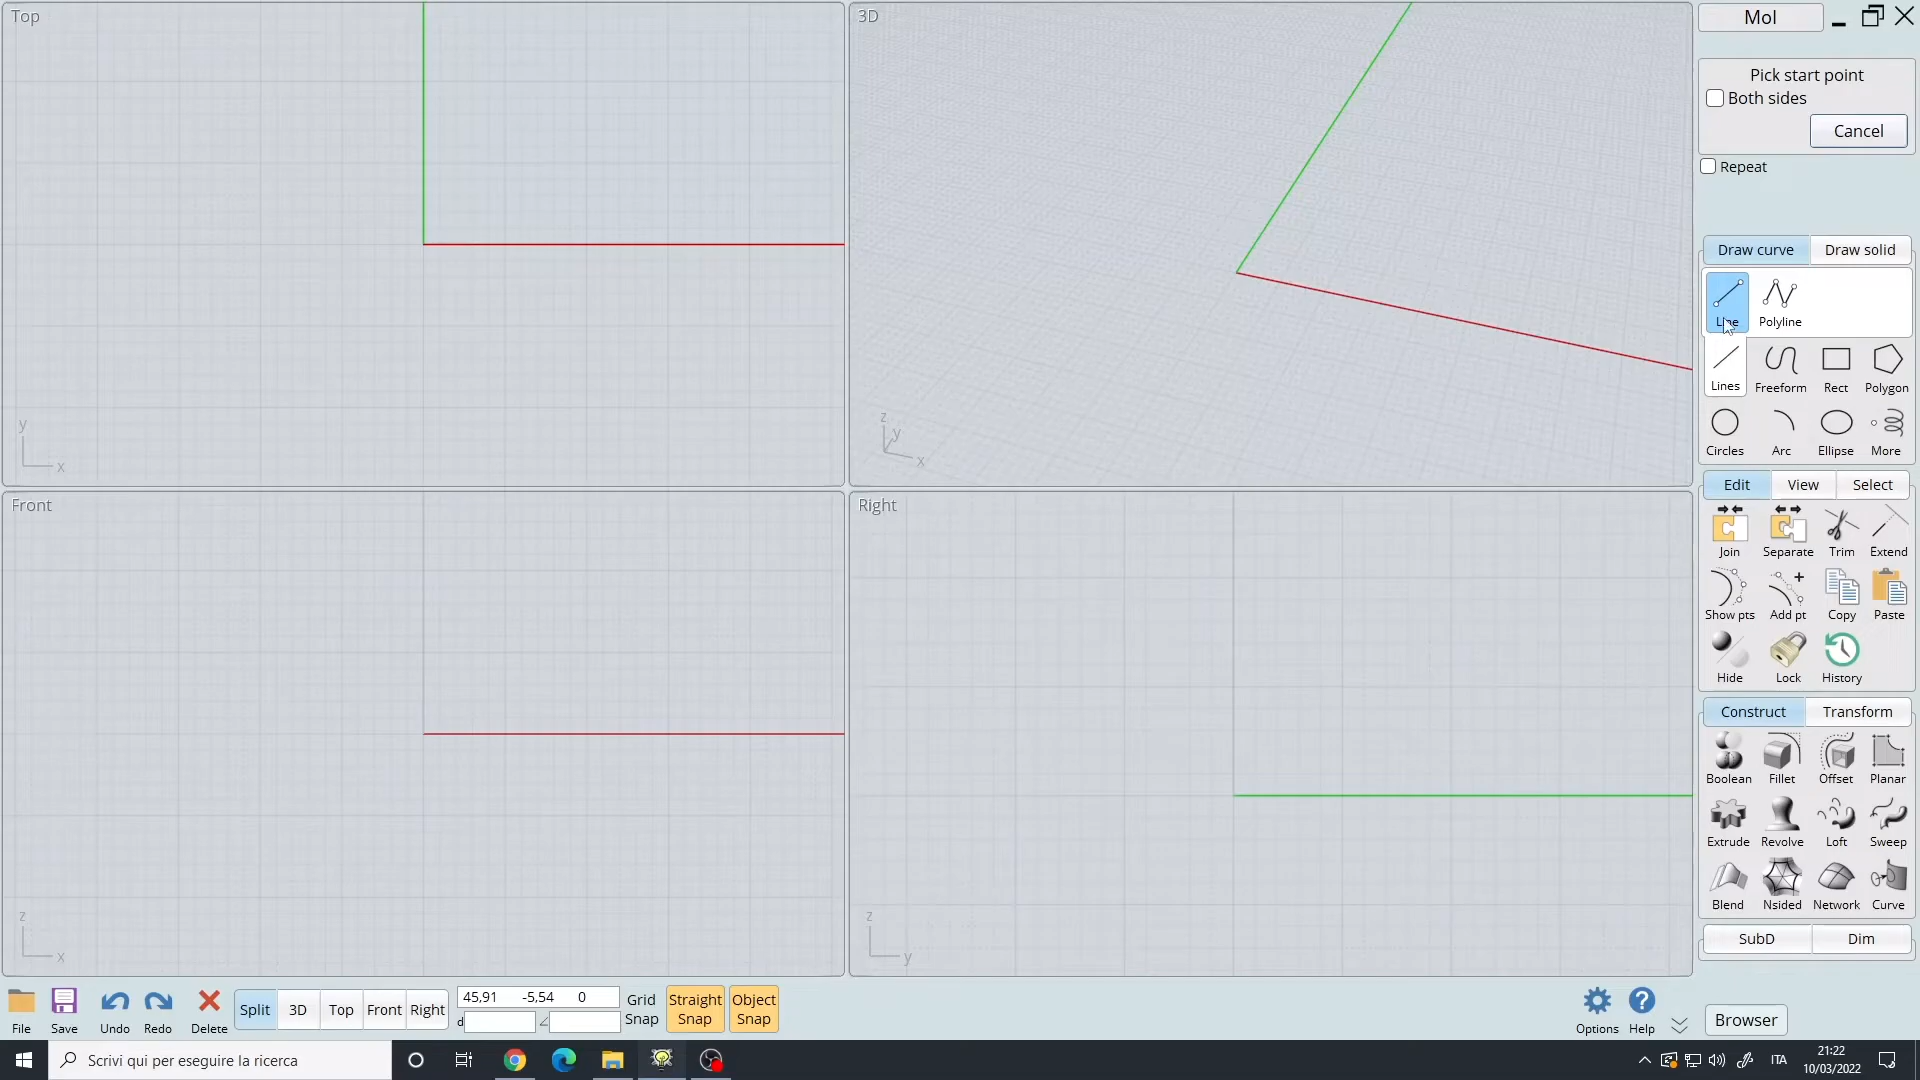 Top
3D
MoI
Pick start point
Both sides
Cancel
Repeat
Draw curve
Draw solid
Line
Polyline
Lines
Freeform
Rect
Polygon
Circles
Arc
Ellipse
More
y
x
z
y
x
Front
Right
Edit
View
Select
Join
Separate
Trim
Extend
Show pts
Add pt
Copy
Paste
Hide
Lock
History
Construct
Transform
Boolean
Fillet
Offset
Planar
Extrude
Revolve
Loft
Sweep
Blend
Nsided
Network
Curve
z
x
z
y
SubD
Dim
File
Save
Undo
Redo
Delete
Split
3D
Top
Front
Right
45,91 -5,54 0
d
Grid
Snap
Straight
Snap
Object
Snap
Options
Help
Browser
Scrivi qui per eseguire la ricerca
ITA
21:22
10/03/2022